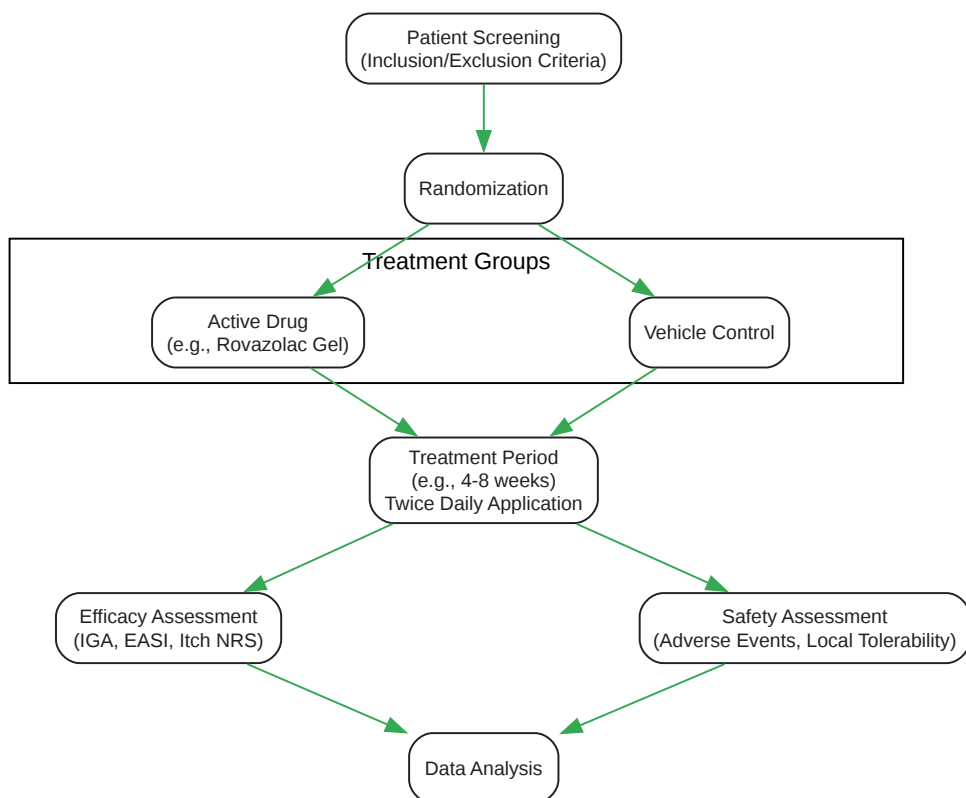 Patient Screening
(Inclusion/Exclusion Criteria)
Randomization
Treatment Groups
Active Drug
(e.g., Rovazolac Gel)
Vehicle Control
Treatment Period
(e.g., 4-8 weeks)
Twice Daily Application
Efficacy Assessment
(IGA, EASI, Itch NRS)
Safety Assessment
(Adverse Events, Local Tolerability)
Data Analysis